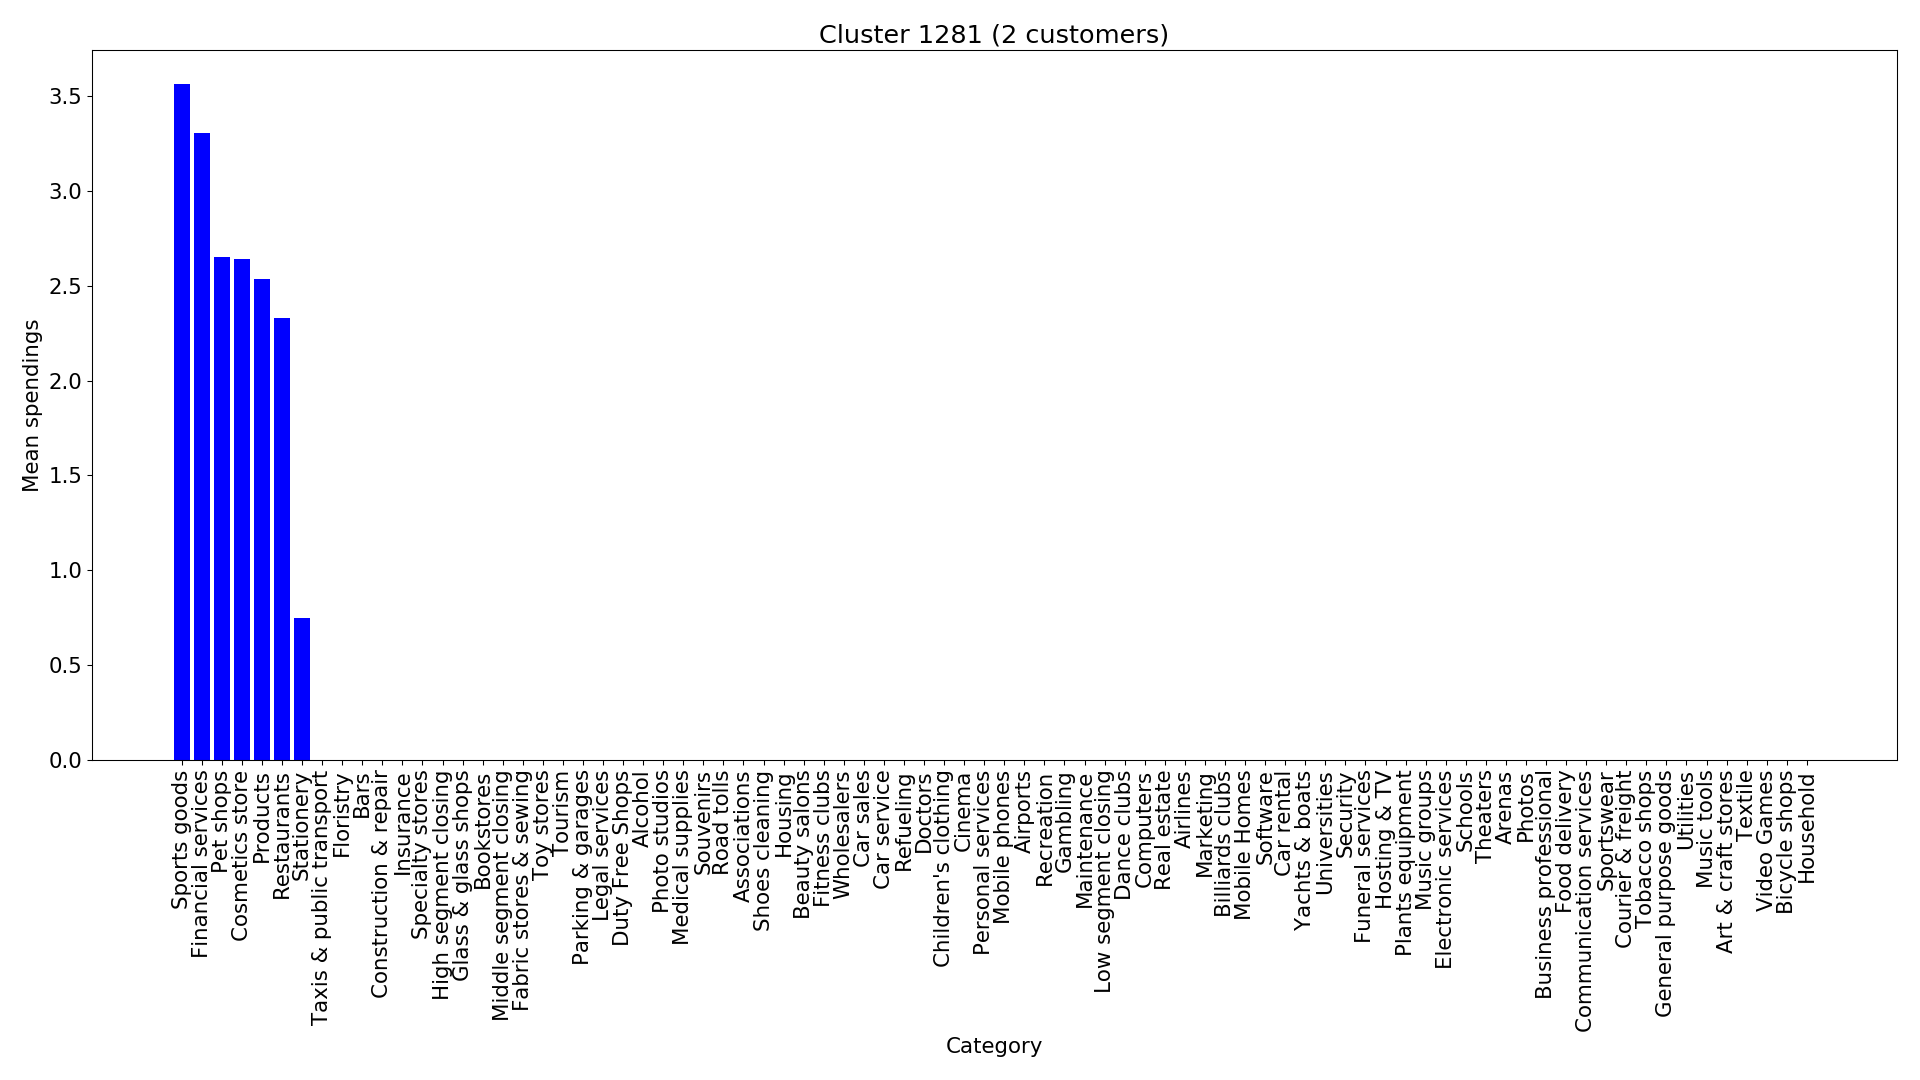 Cluster 1281 (2 customers)
Mean spendings
3.5
3.0
2.5
2.0
1.5
1.0
0.5
0.0
Sports goods
Financial services
Pet shops
Cosmetics store
Products
Restaurants
Stationery
Taxis & public transport
Floristry
Bars
Construction & repair
Insurance
Specialty stores
High segment closing
Glass & glass shops
Bookstores
Middle segment closing
Fabric stores & sewing
Toy stores
Tourism
Parking & garages
Legal services
Duty Free Shops
Alcohol
Photo studios
Medical supplies
Souvenirs
Road tolls
Associations
Shoes cleaning
Housing
Beauty salons
Fitness clubs
Wholesalers
Car sales
Car service
Refueling
Doctors
Children's clothing
Cinema
Personal services
Mobile phones
Airports
Recreation
Gambling
Maintenance
Low segment closing
Dance clubs
Computers
Real estate
Airlines
Marketing
Billiards clubs
Mobile Homes
Software
Car rental
Yachts & boats
Universities
Security
Funeral services
Hosting & TV
Plants equipment
Music groups
Electronic services
Schools
Theaters
Arenas
Photos
Business professional
Food delivery
Communication services
Sportswear
Courier & freight
Tobacco shops
General purpose goods
Utilities
Music tools
Art & craft stores
Textile
Video Games
Bicycle shops
Household
Category